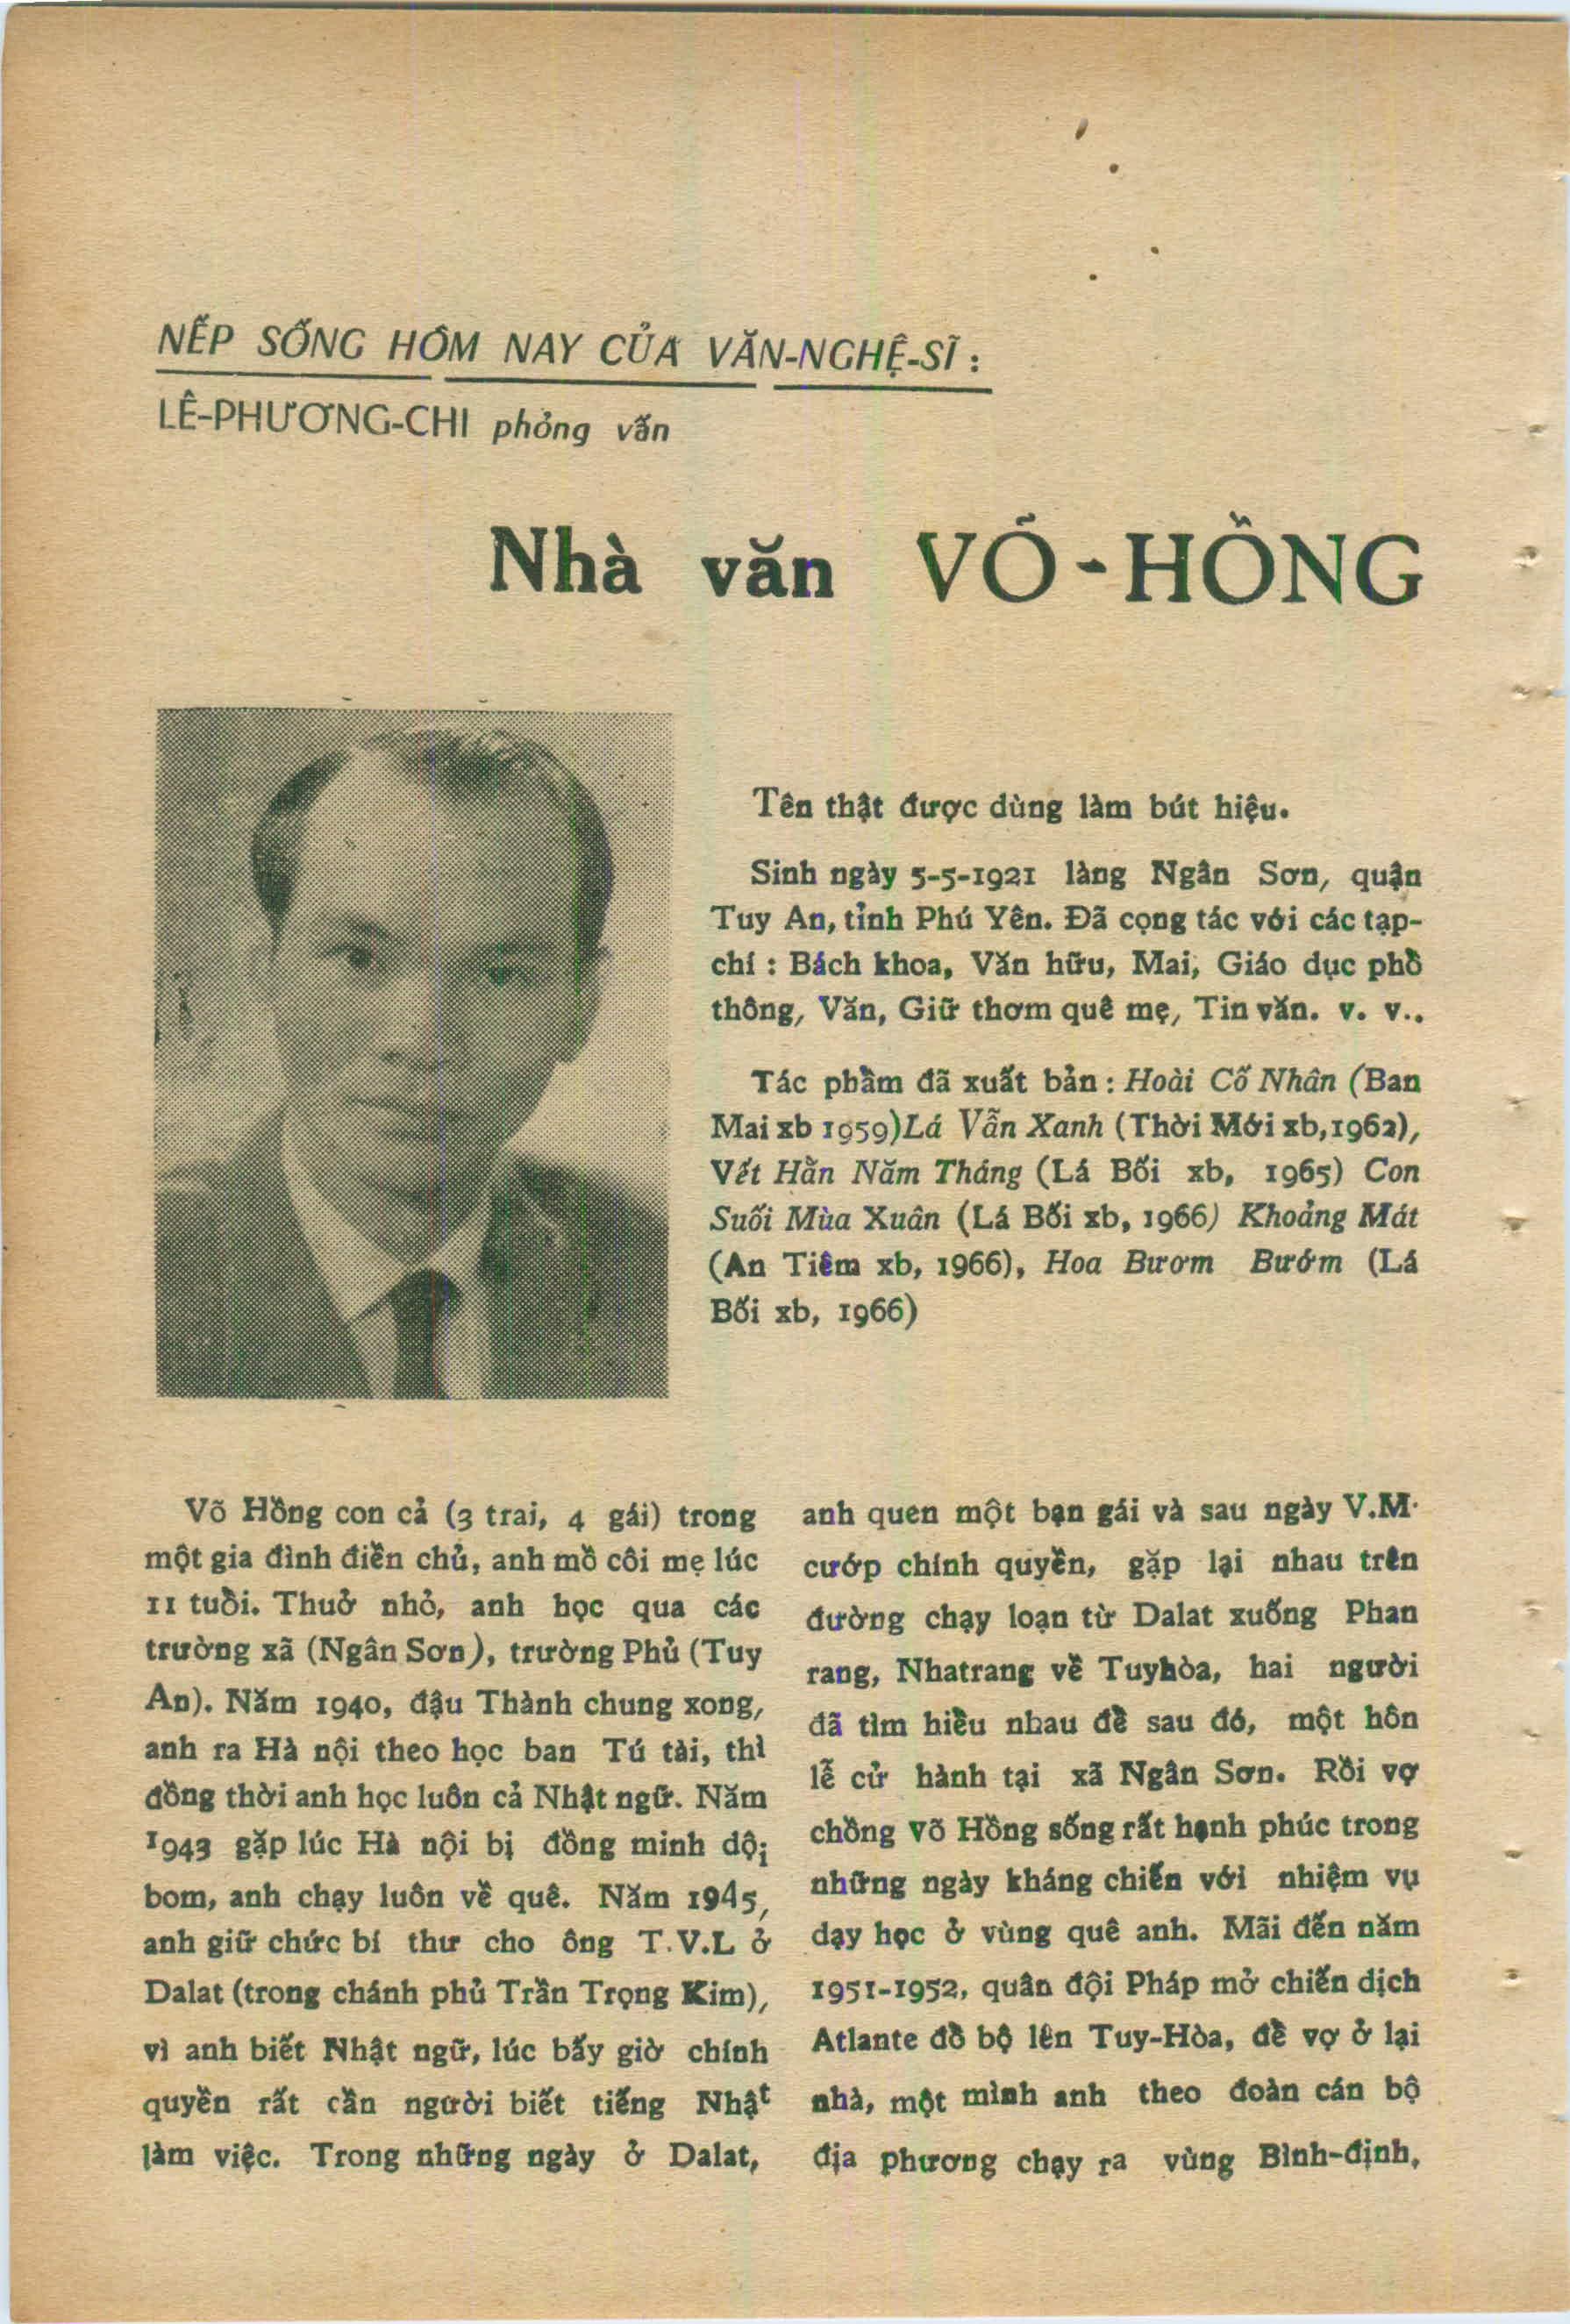 NẾP SỐNG HÔM NAY CỦA VĂN-NGHỆ-SĨ :
LÊ-PHƯƠNG-CHI phỏng vấn
Nhà văn VÕ-HỒNG
Tên thật được dùng làm bút hiệu.
Sinh ngày 5-5-1921 làng Ngân Sơn, quận
Tuy An, tỉnh Phú Yên. Đã cọng tác với các tạp-
chí : Bách khoa, Văn hữu, Mai, Giáo dục phổ
thông, Văn, Giữ thơm quê mẹ, Tin văn. v. v..
Tác phẩm đã xuất bản : Hoài Cố Nhân (Ban
Mai xb 1959)Lá Vẫn Xanh (Thời Mới xb,1962),
Vết Hằn Năm Tháng (Lá Bối xb, 1965) Con
Suối Mùa Xuân (Lá Bối xb, 1966) Khoảng Mát
(An Tiêm xb, 1966), Hoa Bươm Bướm (Lá
Bối xb, 1966)
Võ Hồng con cả (3 trai, 4 gái) trong
một gia đình điền chủ, anh mồ côi mẹ lúc
11 tuổi. Thuở nhỏ, anh học qua các
trường xã (Ngân Sơn), trường Phủ (Tuy
An). Năm 1940, đậu Thành chung xong,
anh ra Hà nội theo học ban Tú tài, thì
đồng thời anh học luôn cả Nhật ngữ. Năm
1943 gặp lúc Hà nội bị đồng minh dội
bom, anh chạy luôn về quê. Năm 1945,
anh giữ chức bí thư cho ông T.V.L ở
Dalat (trong chánh phủ Trần Trọng Kim),
vì anh biết Nhật ngữ, lúc bấy giờ chính
quyền rất cần người biết tiếng Nhật
làm việc. Trong những ngày ở Dalat,
anh quen một bạn gái và sau ngày V.M.
cướp chính quyền, gặp lại nhau trên
đường chạy loạn từ Dalat xuống Phan
rang, Nhatrang về Tuyhòa, hai người
đã tìm hiểu nhau để sau đó, một hôn
lễ cử hành tại xã Ngân Sơn. Rồi vợ
chồng Võ Hồng sống rất hạnh phúc trong
những ngày kháng chiến với nhiệm vụ
dạy học ở vùng quê anh. Mãi đến năm
1951-1952, quân đội Pháp mở chiến dịch
Atlante đổ bộ lên Tuy-Hòa, để vợ ở lại
nhà, một mình anh theo đoàn cán bộ
địa phương chạy ra vùng Bình-định,